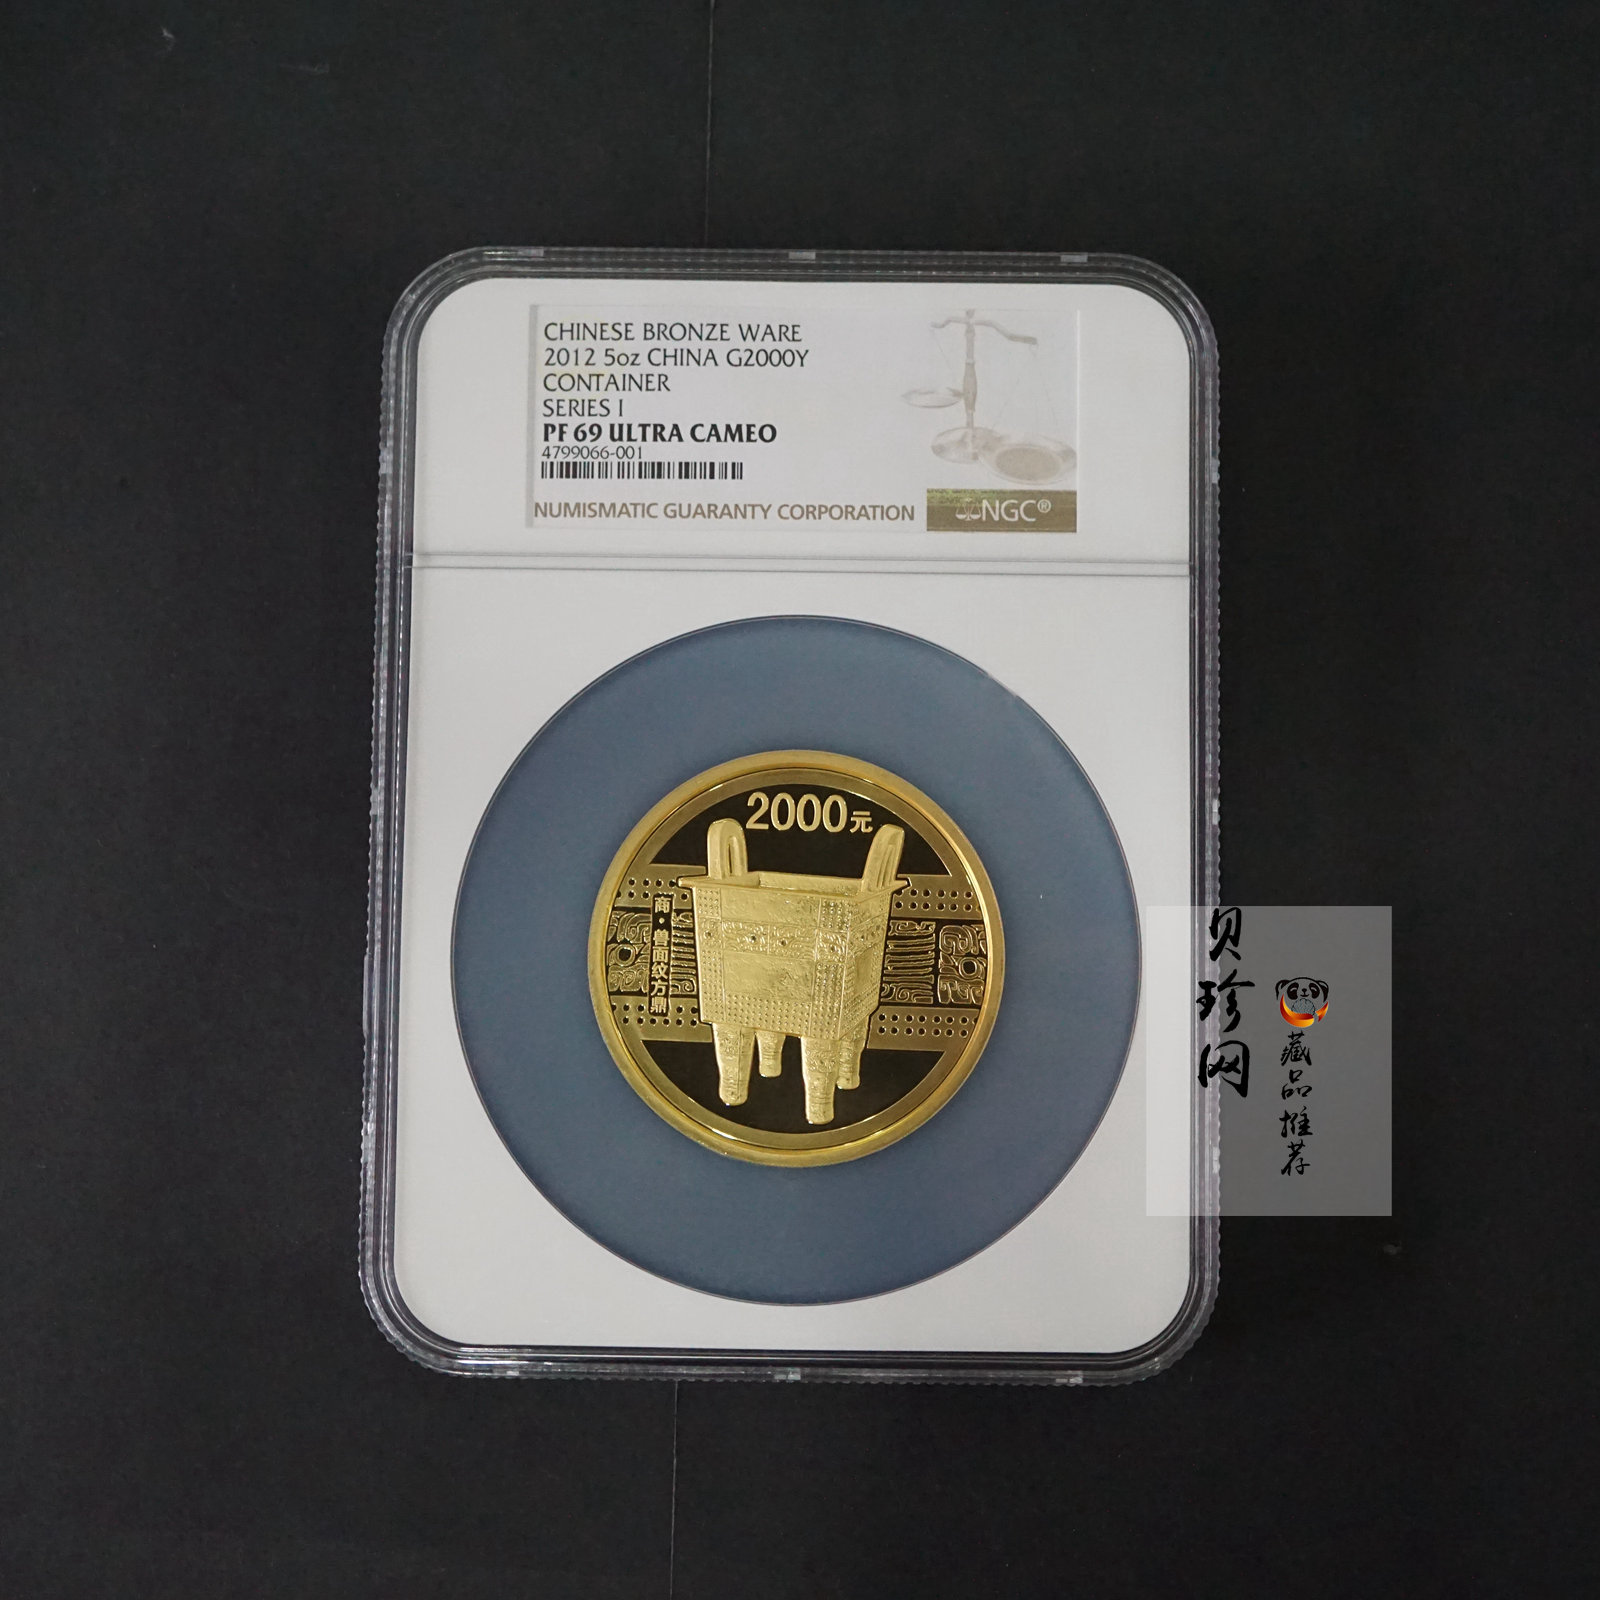 CHINESE BRONZE WARE
2012 5oz CHINA G2000Y
CONTAINER
SERIES I
PF 69 ULTRA CAMEO
4799066-001
NUMISMATIC GUARANTY CORPORATION
NGC®
2000元
商·兽面纹方鼎
贝珍网
藏品推荐